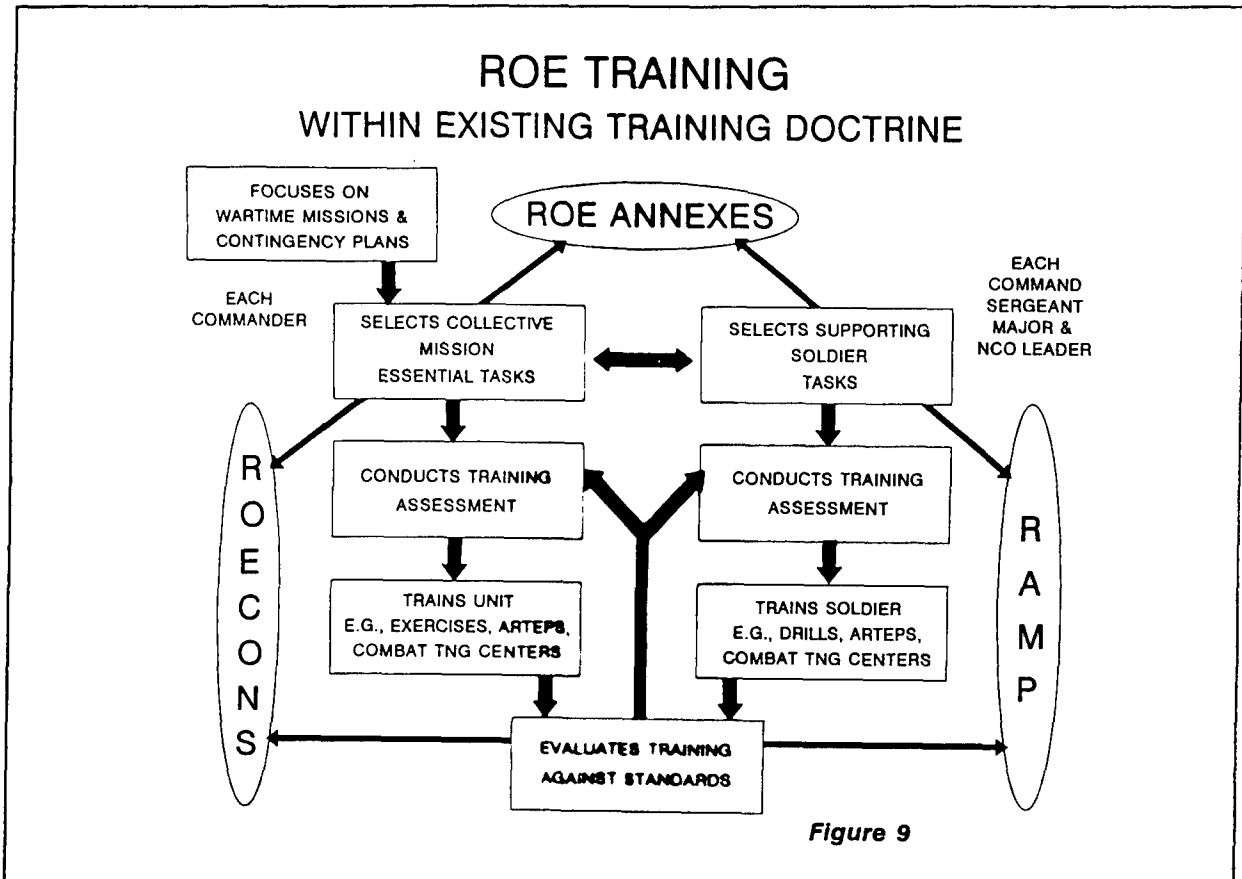 ROE TRAINING
WITHIN EXISTING TRAINING DOCTRINE
FOCUSES ON
WARTIME MISSIONS &
CONTINGENCY PLANS
ROE ANNEXES
EACH
COMMANDER
EACH
COMMAND
SERGEANT
MAJOR &
NCO LEADER
SELECTS COLLECTIVE
MISSION
ESSENTIAL TASKS
SELECTS SUPPORTING
SOLDIER
TASKS
ROECONS
CONDUCTS TRAINING
ASSESSMENT
CONDUCTS TRAINING
ASSESSMENT
RAMP
TRAINS UNIT
E.G., EXERCISES, ARTEPS,
COMBAT TNG CENTERS
TRAINS SOLDIER
E.G., DRILLS, ARTEPS,
COMBAT TNG CENTERS
EVALUATES TRAINING
AGAINST STANDARDS
Figure 9